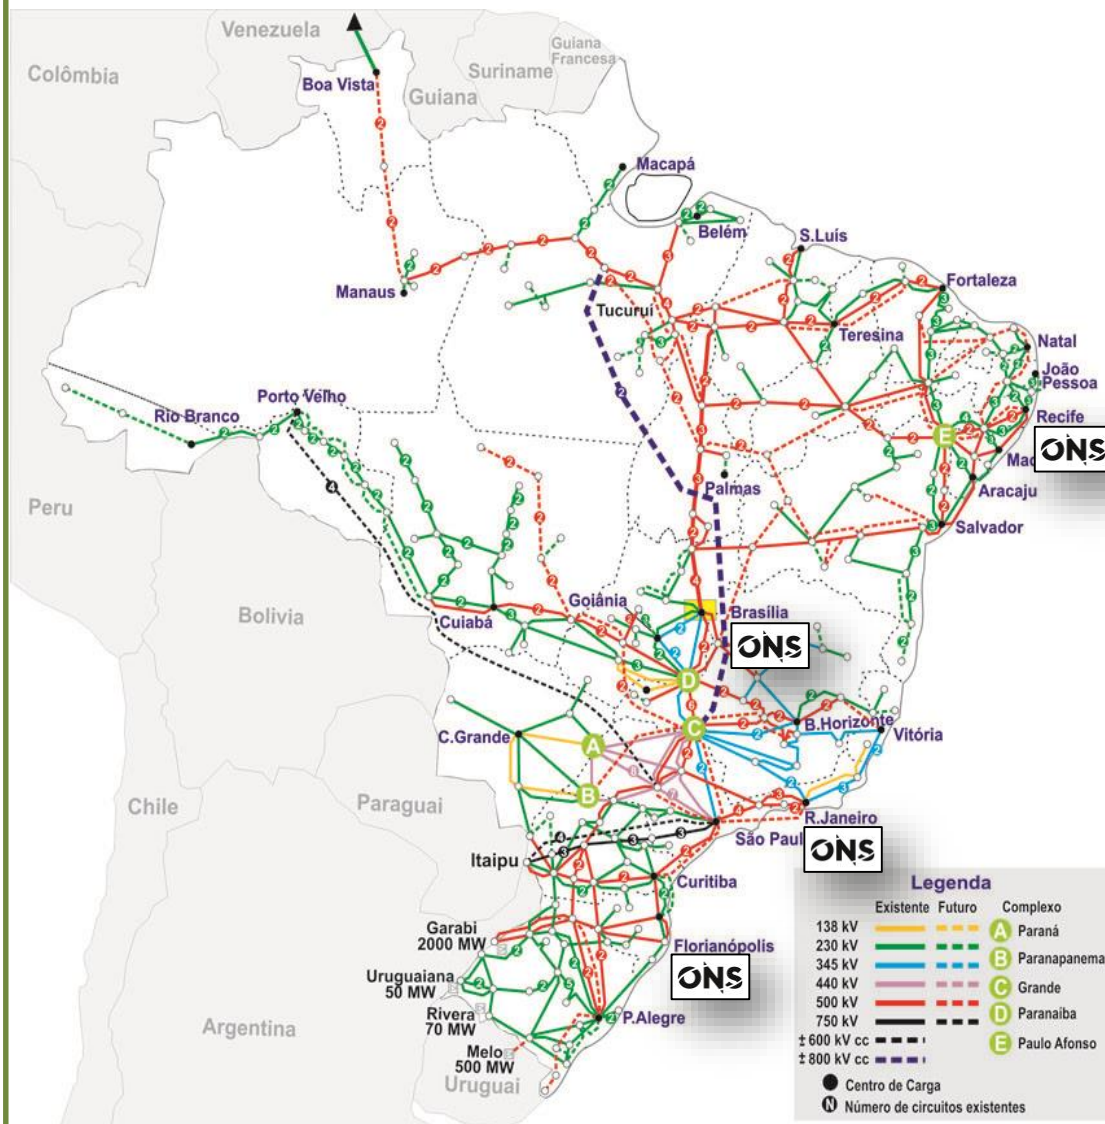 Venezuela
Guiana
Francesa
Colômbia
Suriname
Boa Vista
Guiana
Macapá
Belém
S.Luís
Manaus
Fortaleza
Tucuruí
Teresina
Natal
João
Pessoa
Porto Velho
Rio Branco
Recife
E
ONS
Palmas
Aracaju
Peru
Salvador
Bolivia
Goiânia
Brasília
Cuiabá
ONS
D
C
B.Horizonte
C.Grande
A
Vitória
B
Chile
Paraguai
R.Janeiro
São Paul
ONS
Itaipu
Curitiba
Legenda
Existente Futuro Complexo
138 kV A Paraná
230 kV B Paranapanema
345 kV C Grande
440 kV
500 kV D Paranaíba
750 kV
± 600 kV cc E Paulo Afonso
± 800 kV cc
Centro de Carga
N Número de circuitos existentes
Garabi
2000 MW
Florianópolis
ONS
Uruguaiana
50 MW
Rivera
70 MW
P.Alegre
Argentina
Melo
500 MW
Uruguai